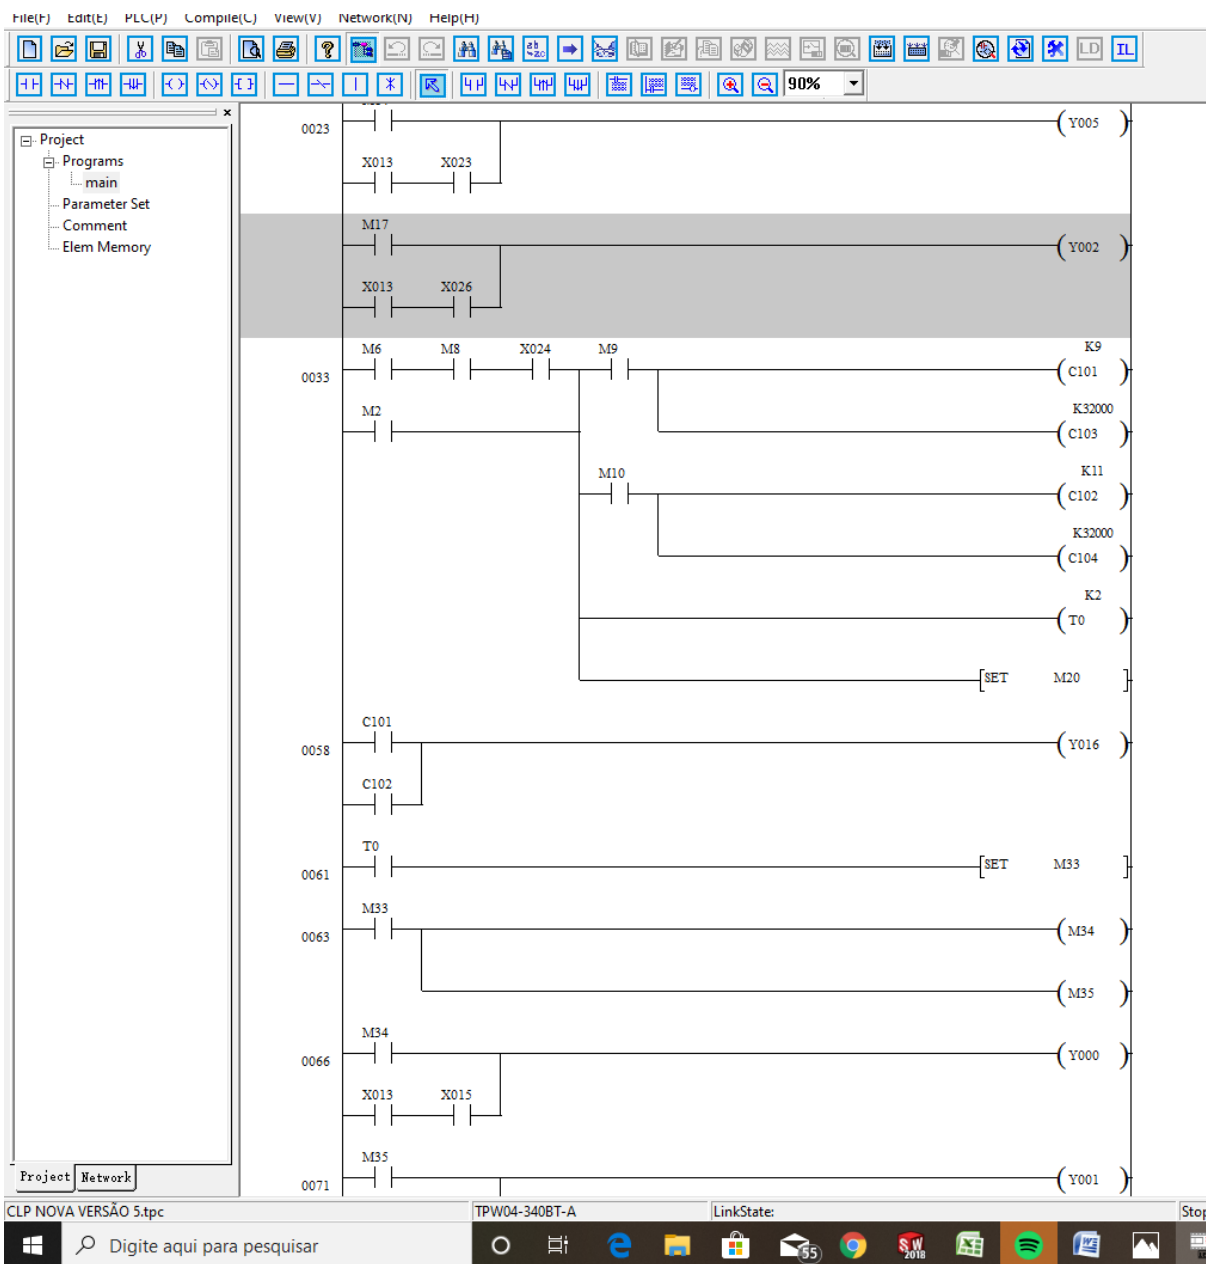 File(F) Edit(E) PLC(P) Compile(C) View(V) Network(N) Help(H)
LD IL
90%
Project
Programs
main
Parameter Set
Comment
Elem Memory
0023 Y005
X013 X023
M17
Y002
X013 X026
M6 M8 X024 M9 K9
0033 C101
M2 K32000
C103
M10 K11
C102
K32000
C104
K2
T0
SET M20
C101
0058 Y016
C102
T0
0061 SET M33
M33
0063 M34
M35
M34
0066 Y000
X013 X015
M35
0071 Y001
Project Network
CLP NOVA VERSÃO 5.tpc TPW04-340BT-A LinkState: Stop
Digite aqui para pesquisar 55 SW 2018